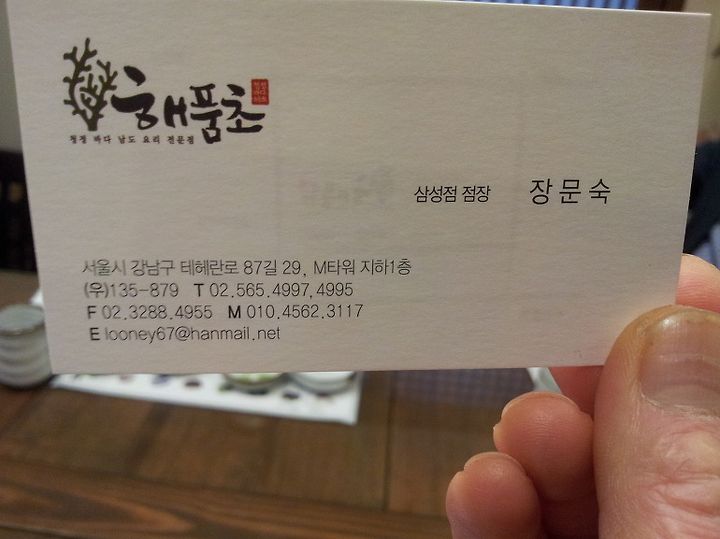 해품초
청정 바다 남도 요리 전문점
삼성점 점장 장문숙
서울시 강남구 테헤란로 87길 29, M타워 지하1층
(우)135-879 T 02.565.4997, 4995
F 02.3288.4955 M 010.4562.3117
E looney67@hanmail.net